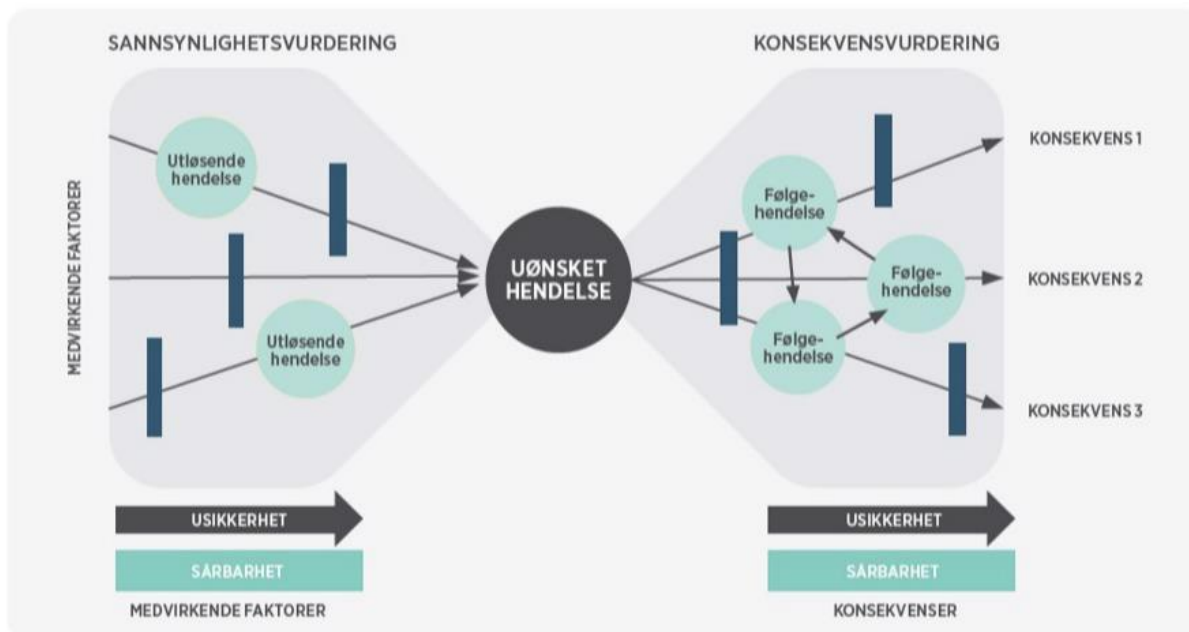 SANNSYNLIGHETSVURDERING
KONSEKVENSVURDERING
MEDVIRKENDE FAKTORER
Utløsende
hendelse
Utløsende
hendelse
UØNSKET
HENDELSE
Følge-
hendelse
Følge-
hendelse
Følge-
hendelse
KONSEKVENS 1
KONSEKVENS 2
KONSEKVENS 3
USIKKERHET
SÅRBARHET
MEDVIRKENDE FAKTORER
USIKKERHET
SÅRBARHET
KONSEKVENSER